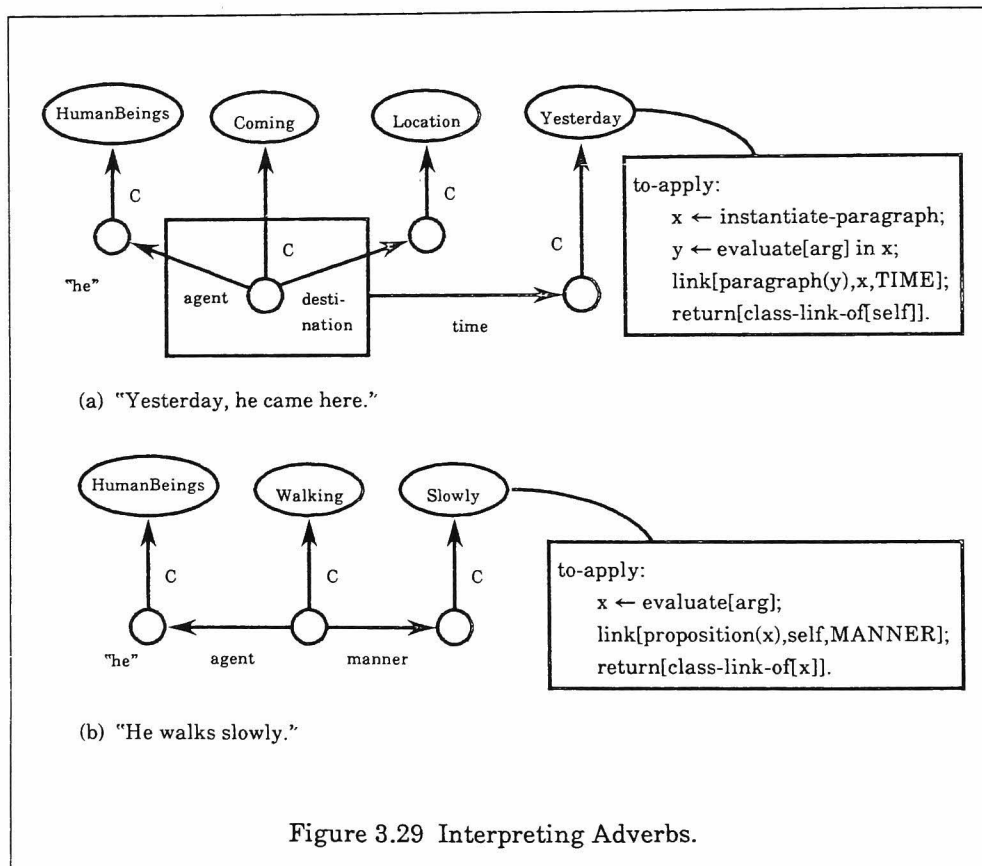 HumanBeings
Coming
Location
Yesterday
C
C
C
C
"he"
agent
desti-
nation
time
to-apply:
x ← instantiate-paragraph;
y ← evaluate[arg] in x;
link[paragraph(y),x,TIME];
return[class-link-of[self]].
(a) "Yesterday, he came here."
HumanBeings
Walking
Slowly
C
C
C
"he"
agent
manner
to-apply:
x ← evaluate[arg];
link[proposition(x),self,MANNER];
return[class-link-of[x]].
(b) "He walks slowly."
Figure 3.29 Interpreting Adverbs.